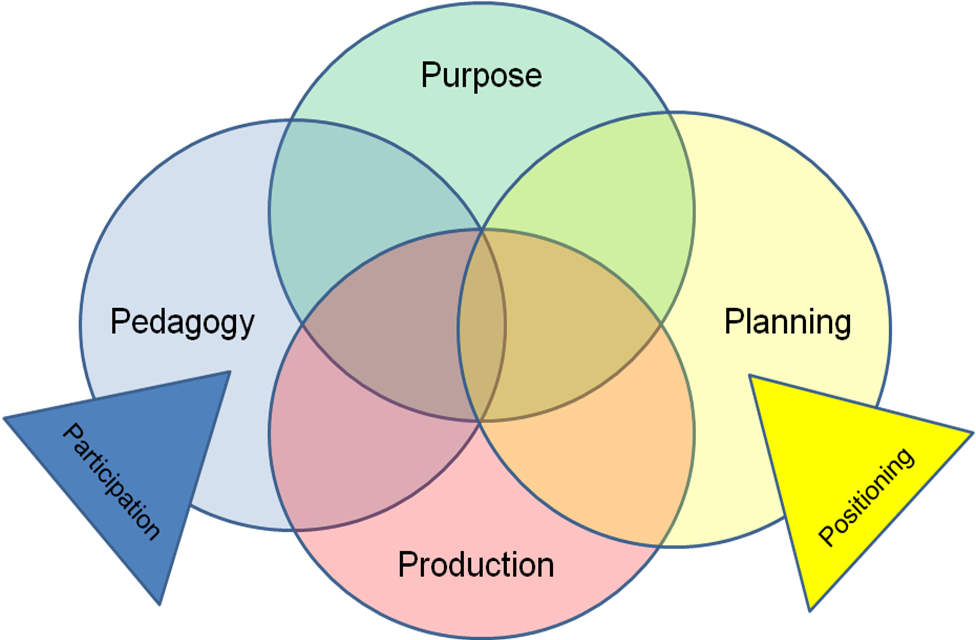 Purpose
Pedagogy
Planning
Participation
Positioning
Production